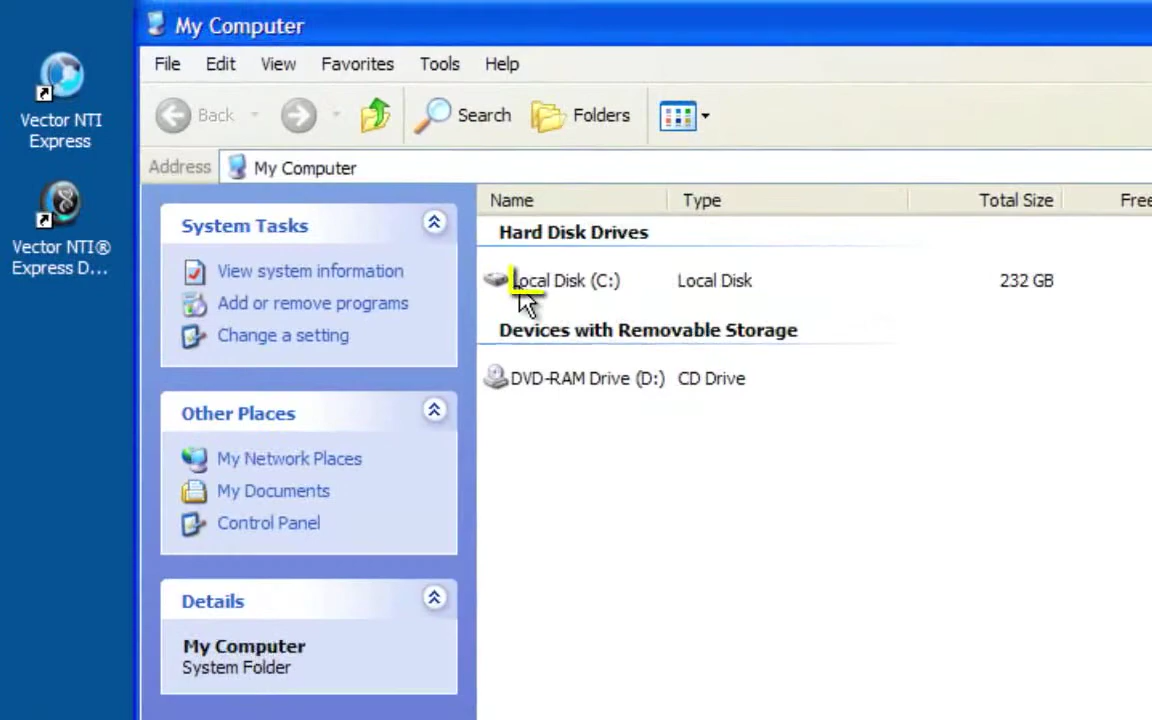 My Computer
File Edit View Favorites Tools Help
Back Search Folders
Address My Computer
Vector NTI
Express
Vector NTI®
Express D...
System Tasks
View system information
Add or remove programs
Change a setting
Other Places
My Network Places
My Documents
Control Panel
Details
My Computer
System Folder
Name Type Total Size Free
Hard Disk Drives
Local Disk (C:) Local Disk 232 GB
Devices with Removable Storage
DVD-RAM Drive (D:) CD Drive